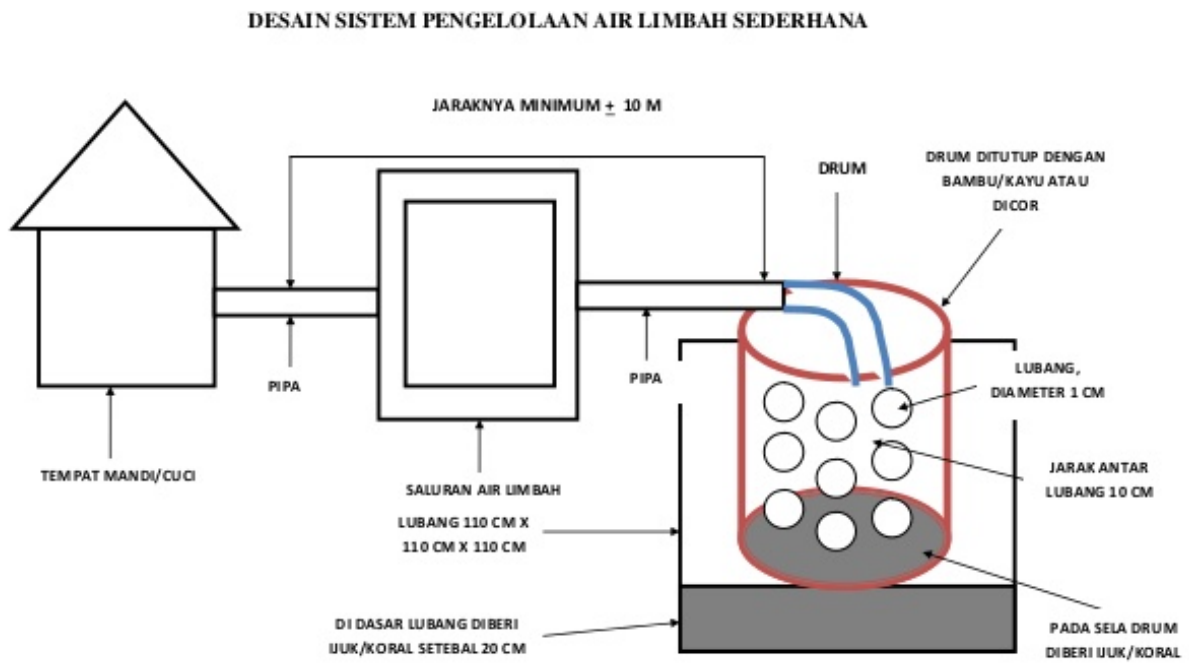 DESAIN SISTEM PENGELOLAAN AIR LIMBAH SEDERHANA
JARAKNYA MINIMUM ± 10 M
DRUM
DRUM DITUTUP DENGAN
BAMBU/KAYU ATAU
DICOR
PIPA
PIPA
LUBANG,
DIAMETER 1 CM
TEMPAT MANDI/CUCI
SALURAN AIR LIMBAH
JARAK ANTAR
LUBANG 10 CM
LUBANG 110 CM X
110 CM X 110 CM
DI DASAR LUBANG DIBERI
IJUK/KORAL SETEBAL 20 CM
PADA SELA DRUM
DIBERI IJUK/KORAL